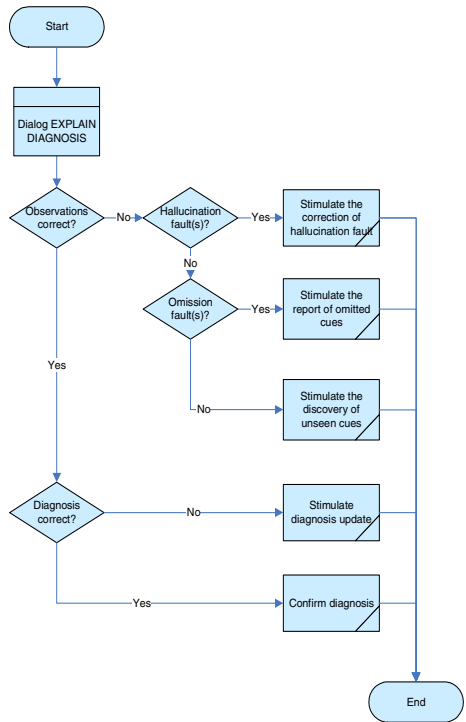 Start
Dialog EXPLAIN
DIAGNOSIS
Observations
correct?
No
Hallucination
fault(s)?
Yes
Stimulate the
correction of
hallucination fault
No
Omission
fault(s)?
Yes
Stimulate the
report of omitted
cues
Yes
No
Stimulate the
discovery of
unseen cues
Diagnosis
correct?
No
Stimulate
diagnosis update
Yes
Confirm diagnosis
End